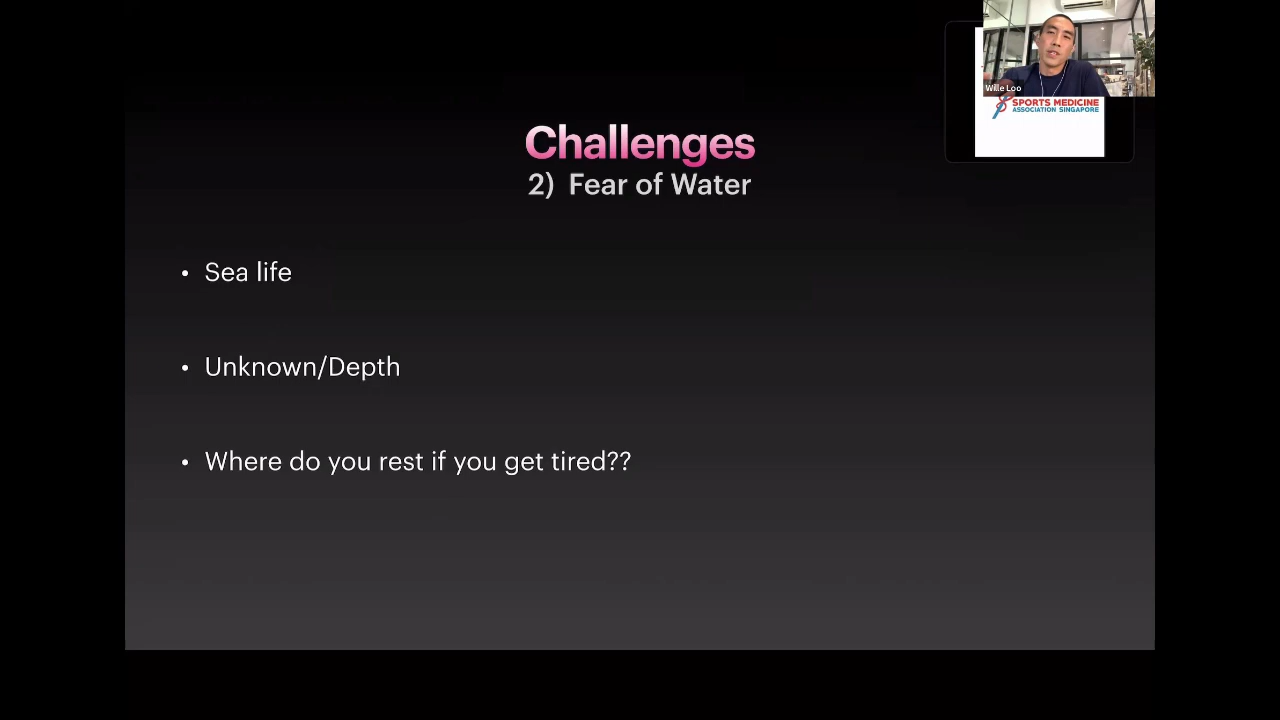 Wille Loo
SPORTS MEDICINE
ASSOCIATION SINGAPORE
Challenges
2) Fear of Water
• Sea life
• Unknown/Depth
• Where do you rest if you get tired??